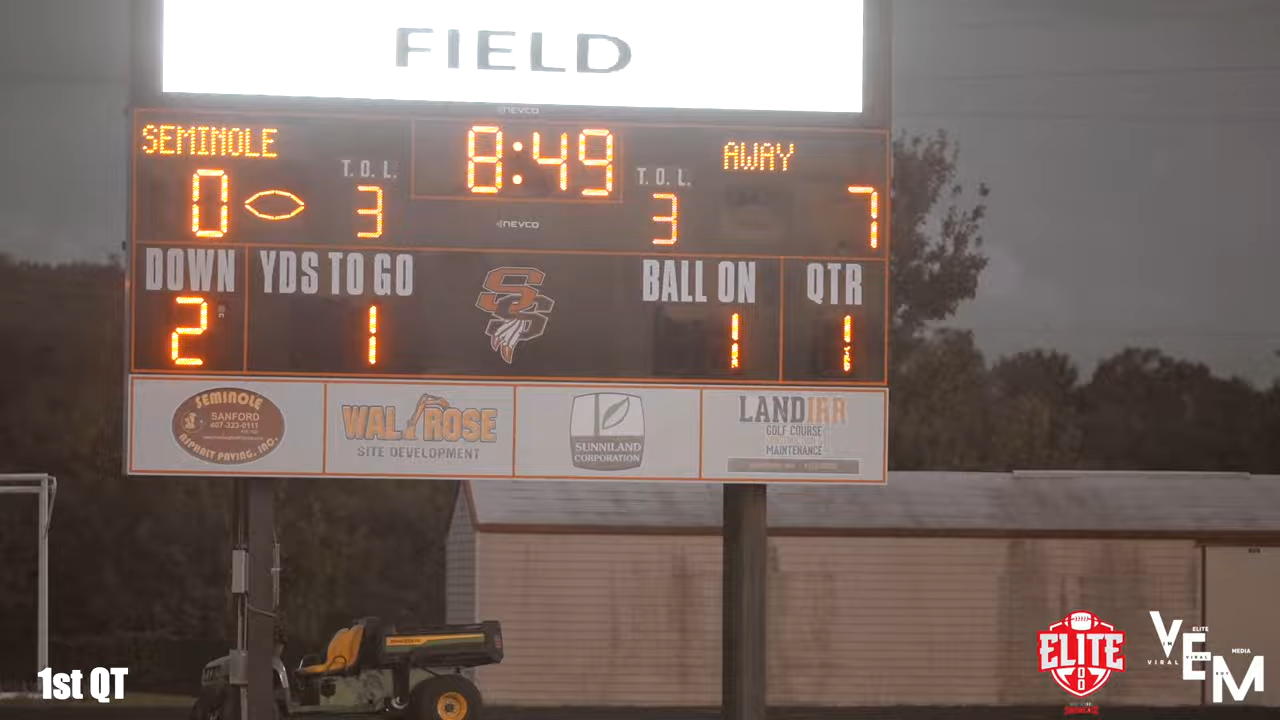 FIELD
NEVCO
SEMINOLE 8:49 AWAY
T. O. L. T. O. L.
0 3 3 7
NEVCO
DOWN YDS TO GO BALL ON QTR
2 1 1 1
SEMINOLE
SANFORD
407-323-0111
ASPHALT PAVING, INC.
WAL ROSE
SITE DEVELOPMENT
SUNNILAND
CORPORATION
LANDIRR
GOLF COURSE
MAINTENANCE
1st QT
ELITE
VEM
ELITE
VIRAL
MEDIA